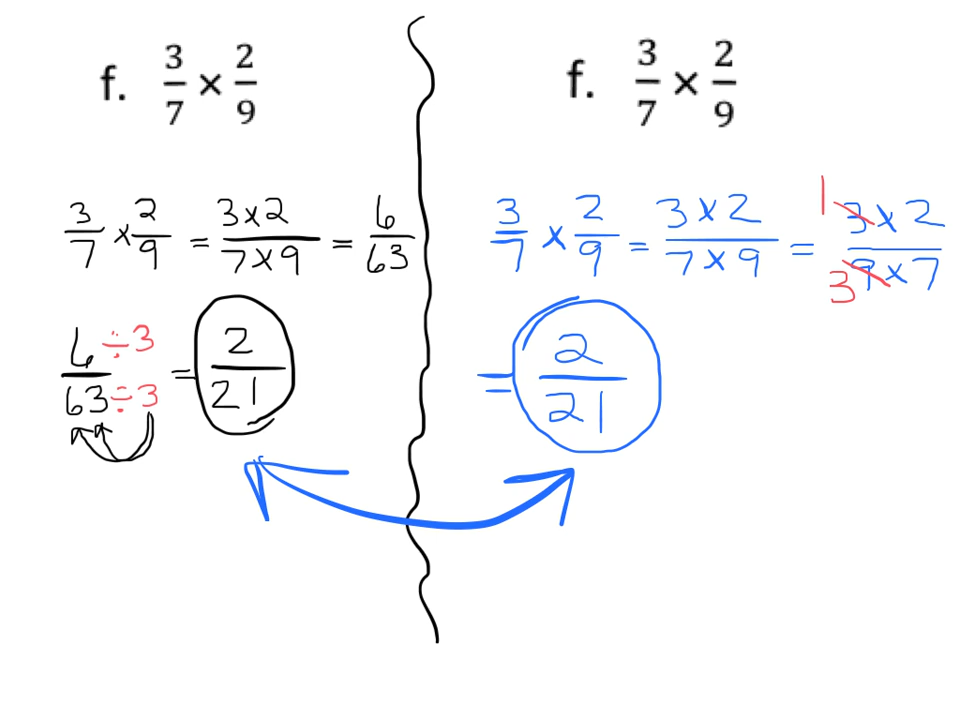 f. 3/7 × 2/9
3/7 × 2/9 = 3×2/7×9 = 6/63
6÷3/63÷3 = 2/21
f. 3/7 × 2/9
3/7 × 2/9 = 3×2/7×9 = 1 3×2/3 9×7
= 2/21